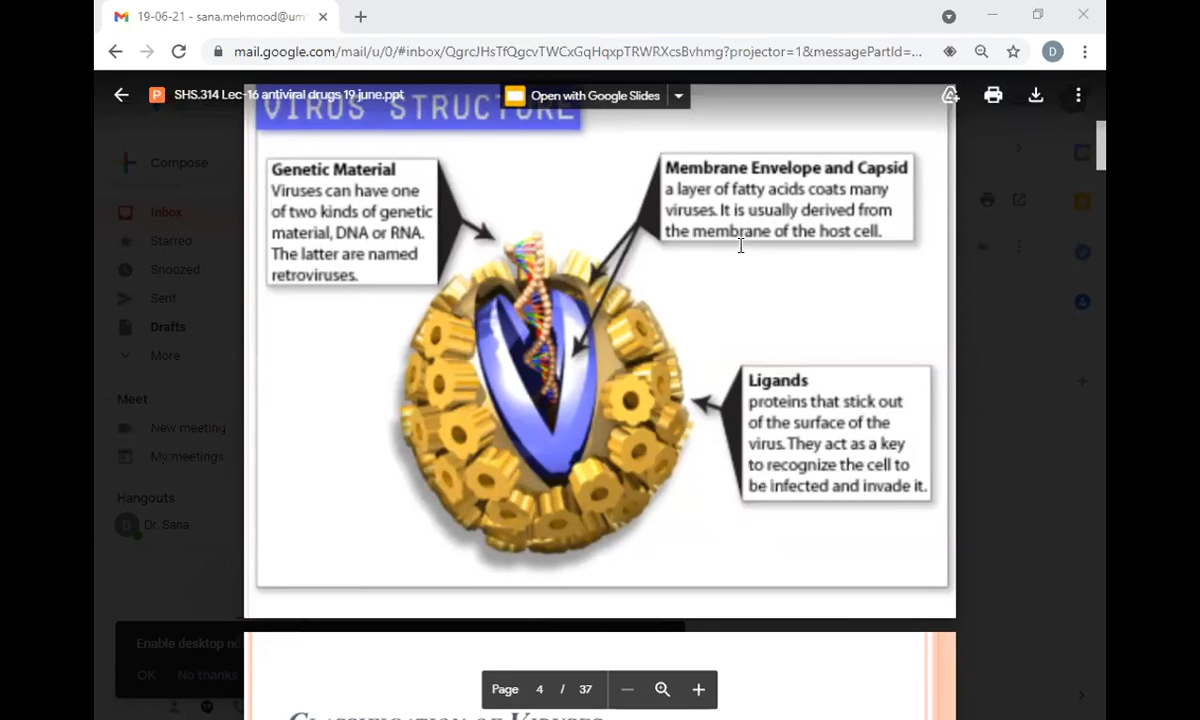 19-06-21 - sana.mehmood@um
mail.google.com/mail/u/0/#inbox/QgrcJHsTfQgcvTWCxGqHqxpTRWRXcsBvhmg?projector=1&messagePartId=...
D
P SHS.314 Lec-16 antiviral drugs 19 june.ppt
Open with Google Slides
VIRUS STRUCTURE
Compose
Inbox
Starred
Snoozed
Sent
Drafts
More
Meet
New meeting
My meetings
Hangouts
D Dr. Sana
Genetic Material
Viruses can have one
of two kinds of genetic
material, DNA or RNA.
The latter are named
retroviruses.
Membrane Envelope and Capsid
a layer of fatty acids coats many
viruses. It is usually derived from
the membrane of the host cell.
Ligands
proteins that stick out
of the surface of the
virus. They act as a key
to recognize the cell to
be infected and invade it.
Enable desktop no
OK No thanks
Page 4 / 37
CLASSIFICATION OF VIRUSES